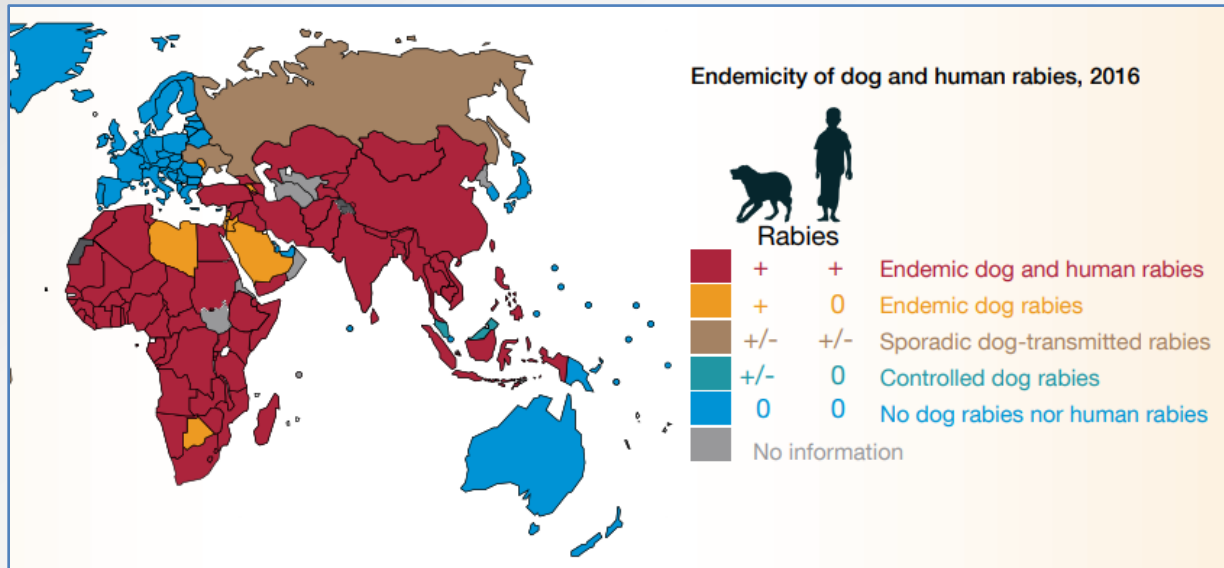 Endemicity of dog and human rabies, 2016
Rabies
+ + Endemic dog and human rabies
+ 0 Endemic dog rabies
+/- +/- Sporadic dog-transmitted rabies
+/- 0 Controlled dog rabies
0 0 No dog rabies nor human rabies
No information